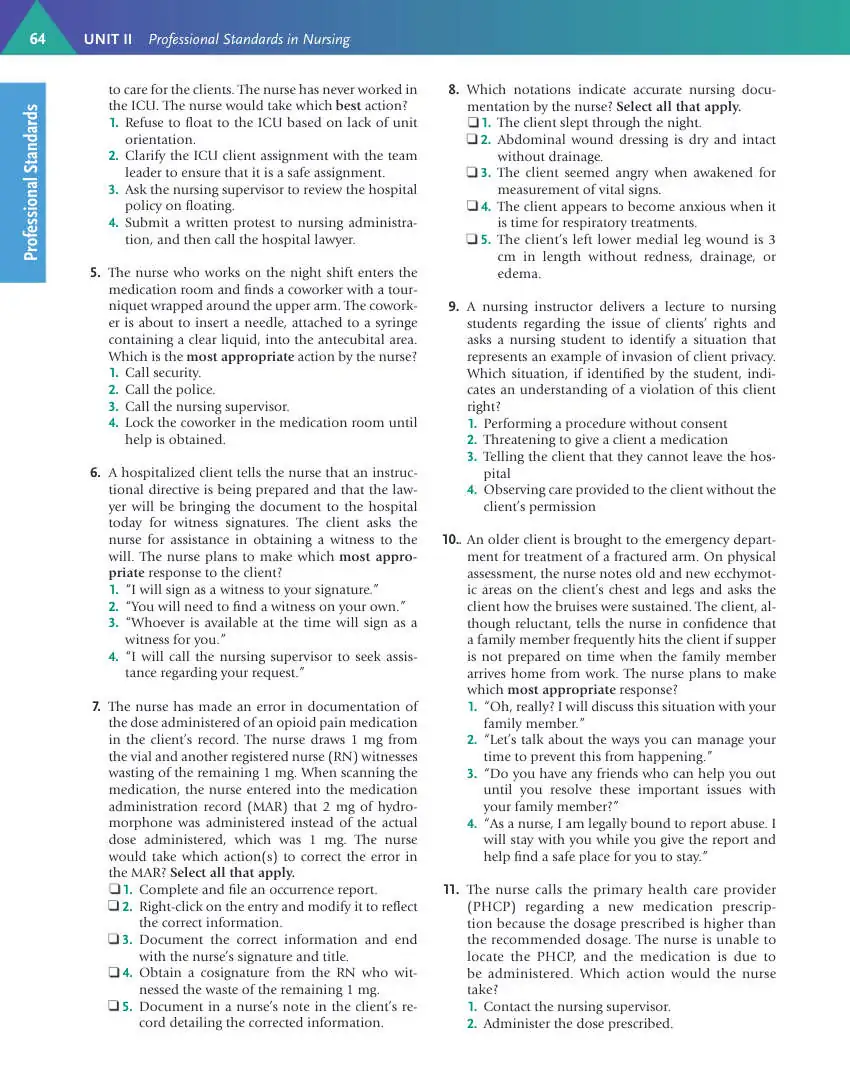 64 UNIT II Professional Standards in Nursing
Professional Standards
to care for the clients. The nurse has never worked in
the ICU. The nurse would take which best action?
1. Refuse to float to the ICU based on lack of unit
orientation.
2. Clarify the ICU client assignment with the team
leader to ensure that it is a safe assignment.
3. Ask the nursing supervisor to review the hospital
policy on floating.
4. Submit a written protest to nursing administra-
tion, and then call the hospital lawyer.
5. The nurse who works on the night shift enters the
medication room and finds a coworker with a tour-
niquet wrapped around the upper arm. The cowork-
er is about to insert a needle, attached to a syringe
containing a clear liquid, into the antecubital area.
Which is the most appropriate action by the nurse?
1. Call security.
2. Call the police.
3. Call the nursing supervisor.
4. Lock the coworker in the medication room until
help is obtained.
6. A hospitalized client tells the nurse that an instruc-
tional directive is being prepared and that the law-
yer will be bringing the document to the hospital
today for witness signatures. The client asks the
nurse for assistance in obtaining a witness to the
will. The nurse plans to make which most appro-
priate response to the client?
1. “I will sign as a witness to your signature.”
2. “You will need to find a witness on your own.”
3. “Whoever is available at the time will sign as a
witness for you.”
4. “I will call the nursing supervisor to seek assis-
tance regarding your request.”
7. The nurse has made an error in documentation of
the dose administered of an opioid pain medication
in the client’s record. The nurse draws 1 mg from
the vial and another registered nurse (RN) witnesses
wasting of the remaining 1 mg. When scanning the
medication, the nurse entered into the medication
administration record (MAR) that 2 mg of hydro-
morphone was administered instead of the actual
dose administered, which was 1 mg. The nurse
would take which action(s) to correct the error in
the MAR? Select all that apply.
❑ 1. Complete and file an occurrence report.
❑ 2. Right-click on the entry and modify it to reflect
the correct information.
❑ 3. Document the correct information and end
with the nurse’s signature and title.
❑ 4. Obtain a cosignature from the RN who wit-
nessed the waste of the remaining 1 mg.
❑ 5. Document in a nurse’s note in the client’s re-
cord detailing the corrected information.
8. Which notations indicate accurate nursing docu-
mentation by the nurse? Select all that apply.
❑ 1. The client slept through the night.
❑ 2. Abdominal wound dressing is dry and intact
without drainage.
❑ 3. The client seemed angry when awakened for
measurement of vital signs.
❑ 4. The client appears to become anxious when it
is time for respiratory treatments.
❑ 5. The client’s left lower medial leg wound is 3
cm in length without redness, drainage, or
edema.
9. A nursing instructor delivers a lecture to nursing
students regarding the issue of clients’ rights and
asks a nursing student to identify a situation that
represents an example of invasion of client privacy.
Which situation, if identified by the student, indi-
cates an understanding of a violation of this client
right?
1. Performing a procedure without consent
2. Threatening to give a client a medication
3. Telling the client that they cannot leave the hos-
pital
4. Observing care provided to the client without the
client’s permission
10.. An older client is brought to the emergency depart-
ment for treatment of a fractured arm. On physical
assessment, the nurse notes old and new ecchymot-
ic areas on the client’s chest and legs and asks the
client how the bruises were sustained. The client, al-
though reluctant, tells the nurse in confidence that
a family member frequently hits the client if supper
is not prepared on time when the family member
arrives home from work. The nurse plans to make
which most appropriate response?
1. “Oh, really? I will discuss this situation with your
family member.”
2. “Let’s talk about the ways you can manage your
time to prevent this from happening.”
3. “Do you have any friends who can help you out
until you resolve these important issues with
your family member?”
4. “As a nurse, I am legally bound to report abuse. I
will stay with you while you give the report and
help find a safe place for you to stay.”
11. The nurse calls the primary health care provider
(PHCP) regarding a new medication prescrip-
tion because the dosage prescribed is higher than
the recommended dosage. The nurse is unable to
locate the PHCP, and the medication is due to
be administered. Which action would the nurse
take?
1. Contact the nursing supervisor.
2. Administer the dose prescribed.